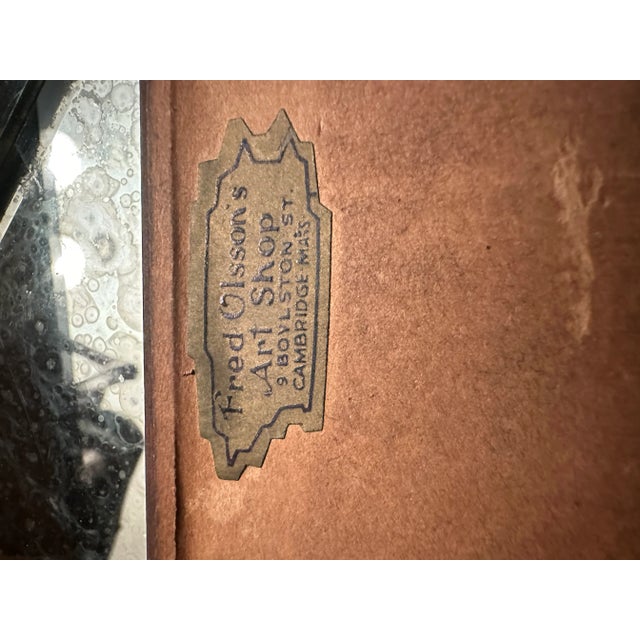 Fred Olsson's
Art Shop
9 BOYLSTON ST.
CAMBRIDGE MASS